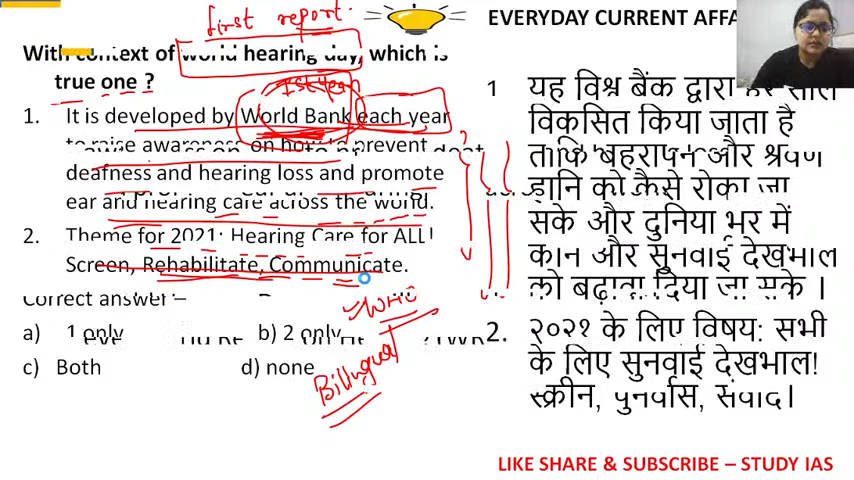 first report.
EVERYDAY CURRENT AFFA
With context of world hearing day, which is
true one ?
1st year
1. It is developed by World Bank each year
to raise awareness on how to prevent
deafness and hearing loss and promote
ear and hearing care across the world.
2. Theme for 2021: Hearing Care for ALL!
Screen, Rehabilitate, Communicate.
Correct answer –
WHO
a) 1 only b) 2 only
c) Both d) none
Billingual
1 यह विश्व बैंक द्वारा हर साल
विकसित किया जाता है
ताकि बहरापन और श्रवण
हानि को कैसे रोका जा
सके और दुनिया भर में
कान और सुनवाई देखभाल
को बढ़ावा दिया जा सके ।
2. २०२१ के लिए विषय: सभी
के लिए सुनवाई देखभाल!
स्क्रीन, पुनर्वास, संवाद।
LIKE SHARE & SUBSCRIBE – STUDY IAS